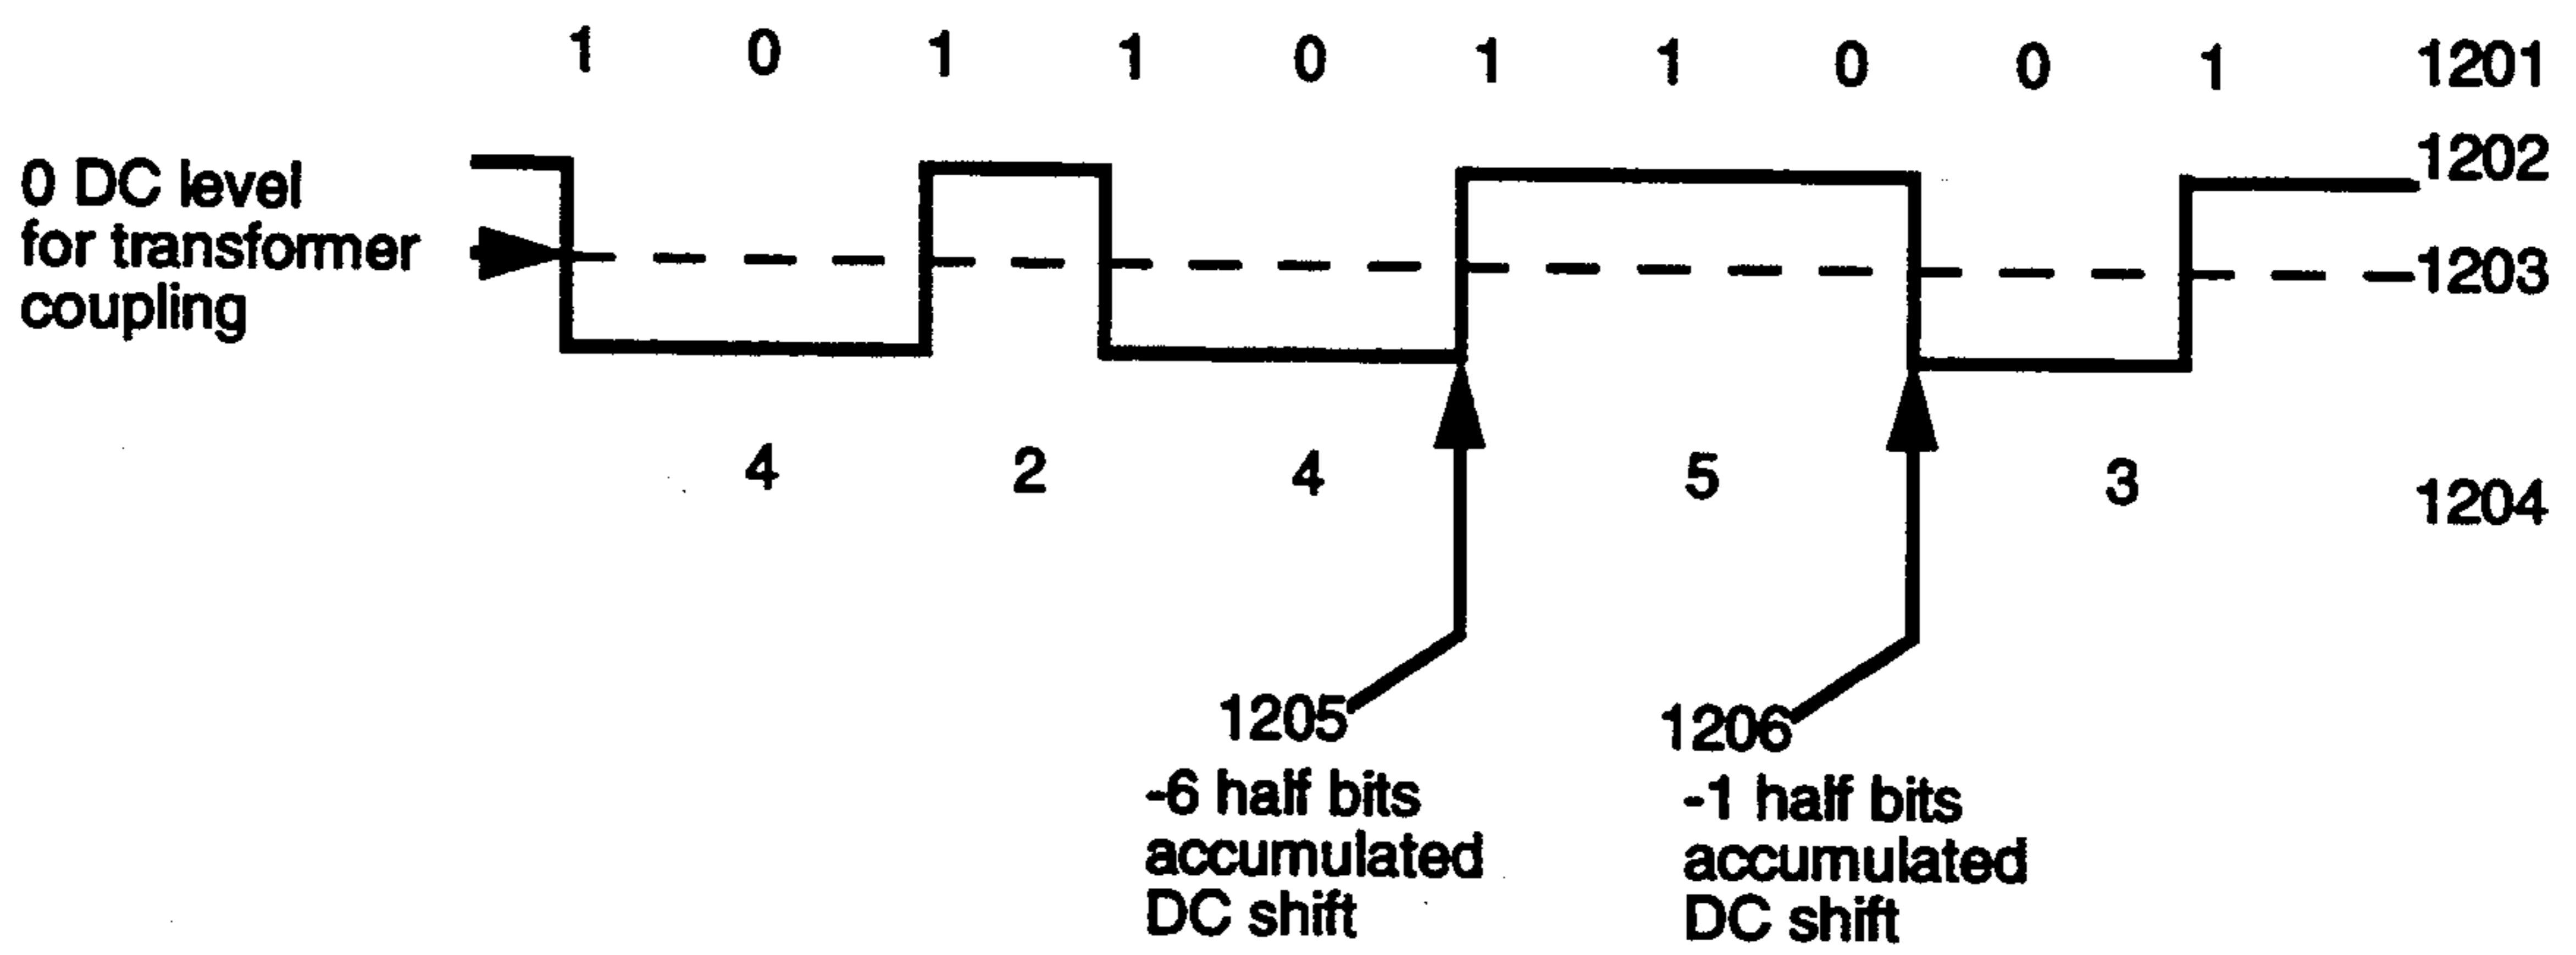 1 0 1 1 0 1 1 0 0 1 1201
1202
0 DC level
for transformer
coupling
1203
4 2 4 5 3 1204
1205
-6 half bits
accumulated
DC shift
1206
-1 half bits
accumulated
DC shift